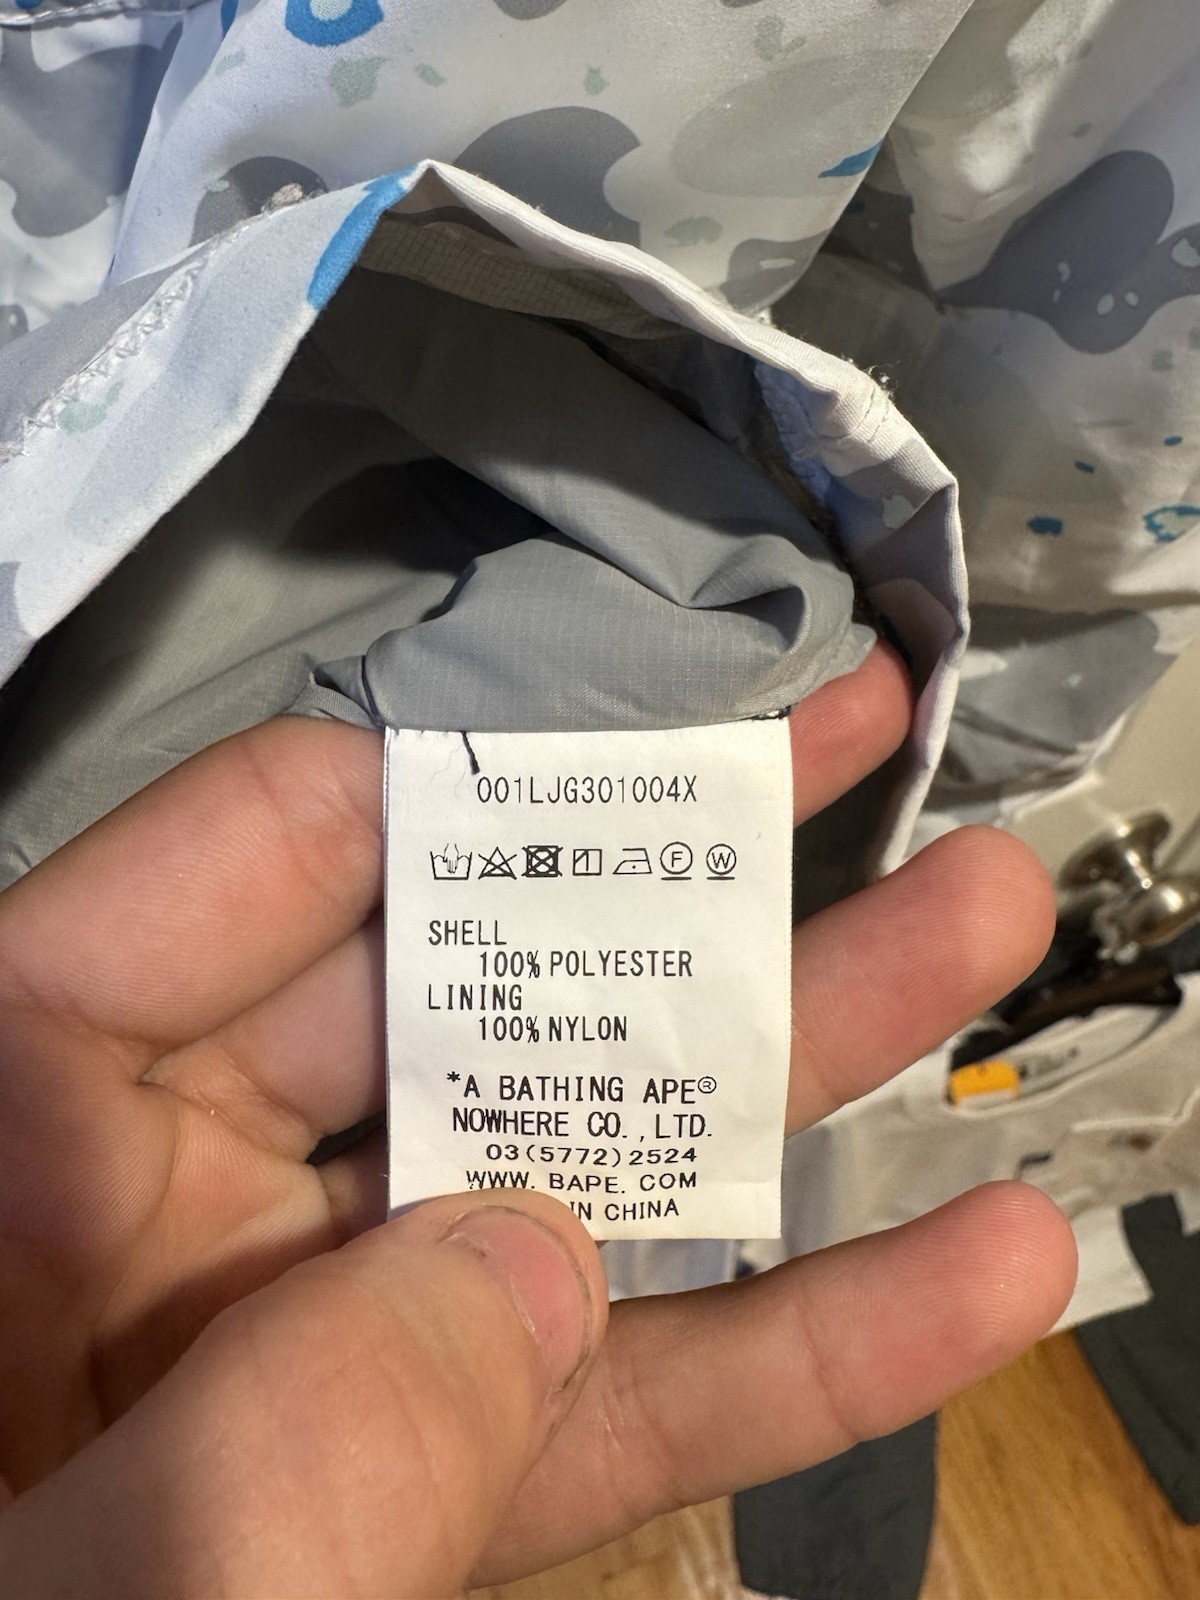 001LJG301004X
F W
SHELL
100% POLYESTER
LINING
100% NYLON
*A BATHING APE®
NOWHERE CO.,LTD.
03(5772)2524
WWW. BAPE. COM
IN CHINA